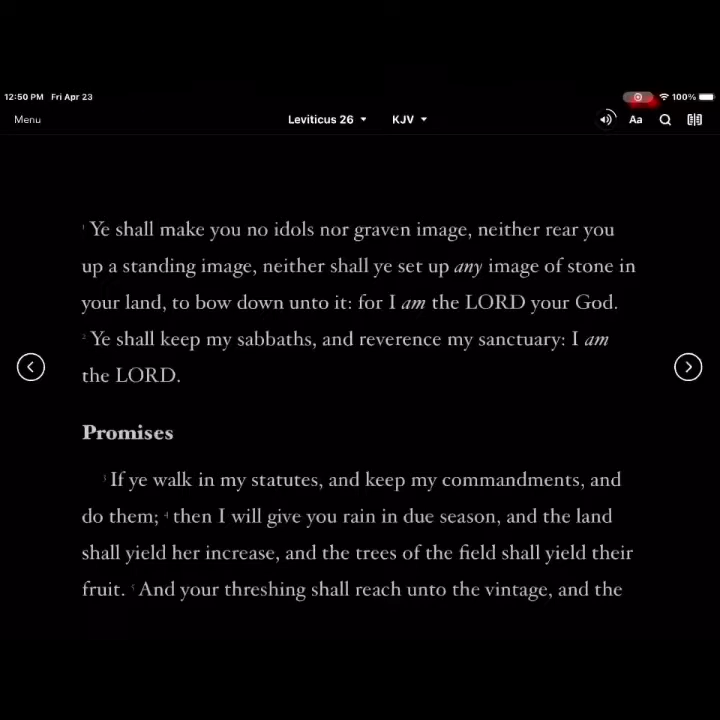 12:50 PM Fri Apr 23 100%
Menu Leviticus 26 KJV Aa
1 Ye shall make you no idols nor graven image, neither rear you
up a standing image, neither shall ye set up any image of stone in
your land, to bow down unto it: for I am the LORD your God.
2 Ye shall keep my sabbaths, and reverence my sanctuary: I am
the LORD.
Promises
3 If ye walk in my statutes, and keep my commandments, and
do them; 4 then I will give you rain in due season, and the land
shall yield her increase, and the trees of the field shall yield their
fruit. 5 And your threshing shall reach unto the vintage, and the